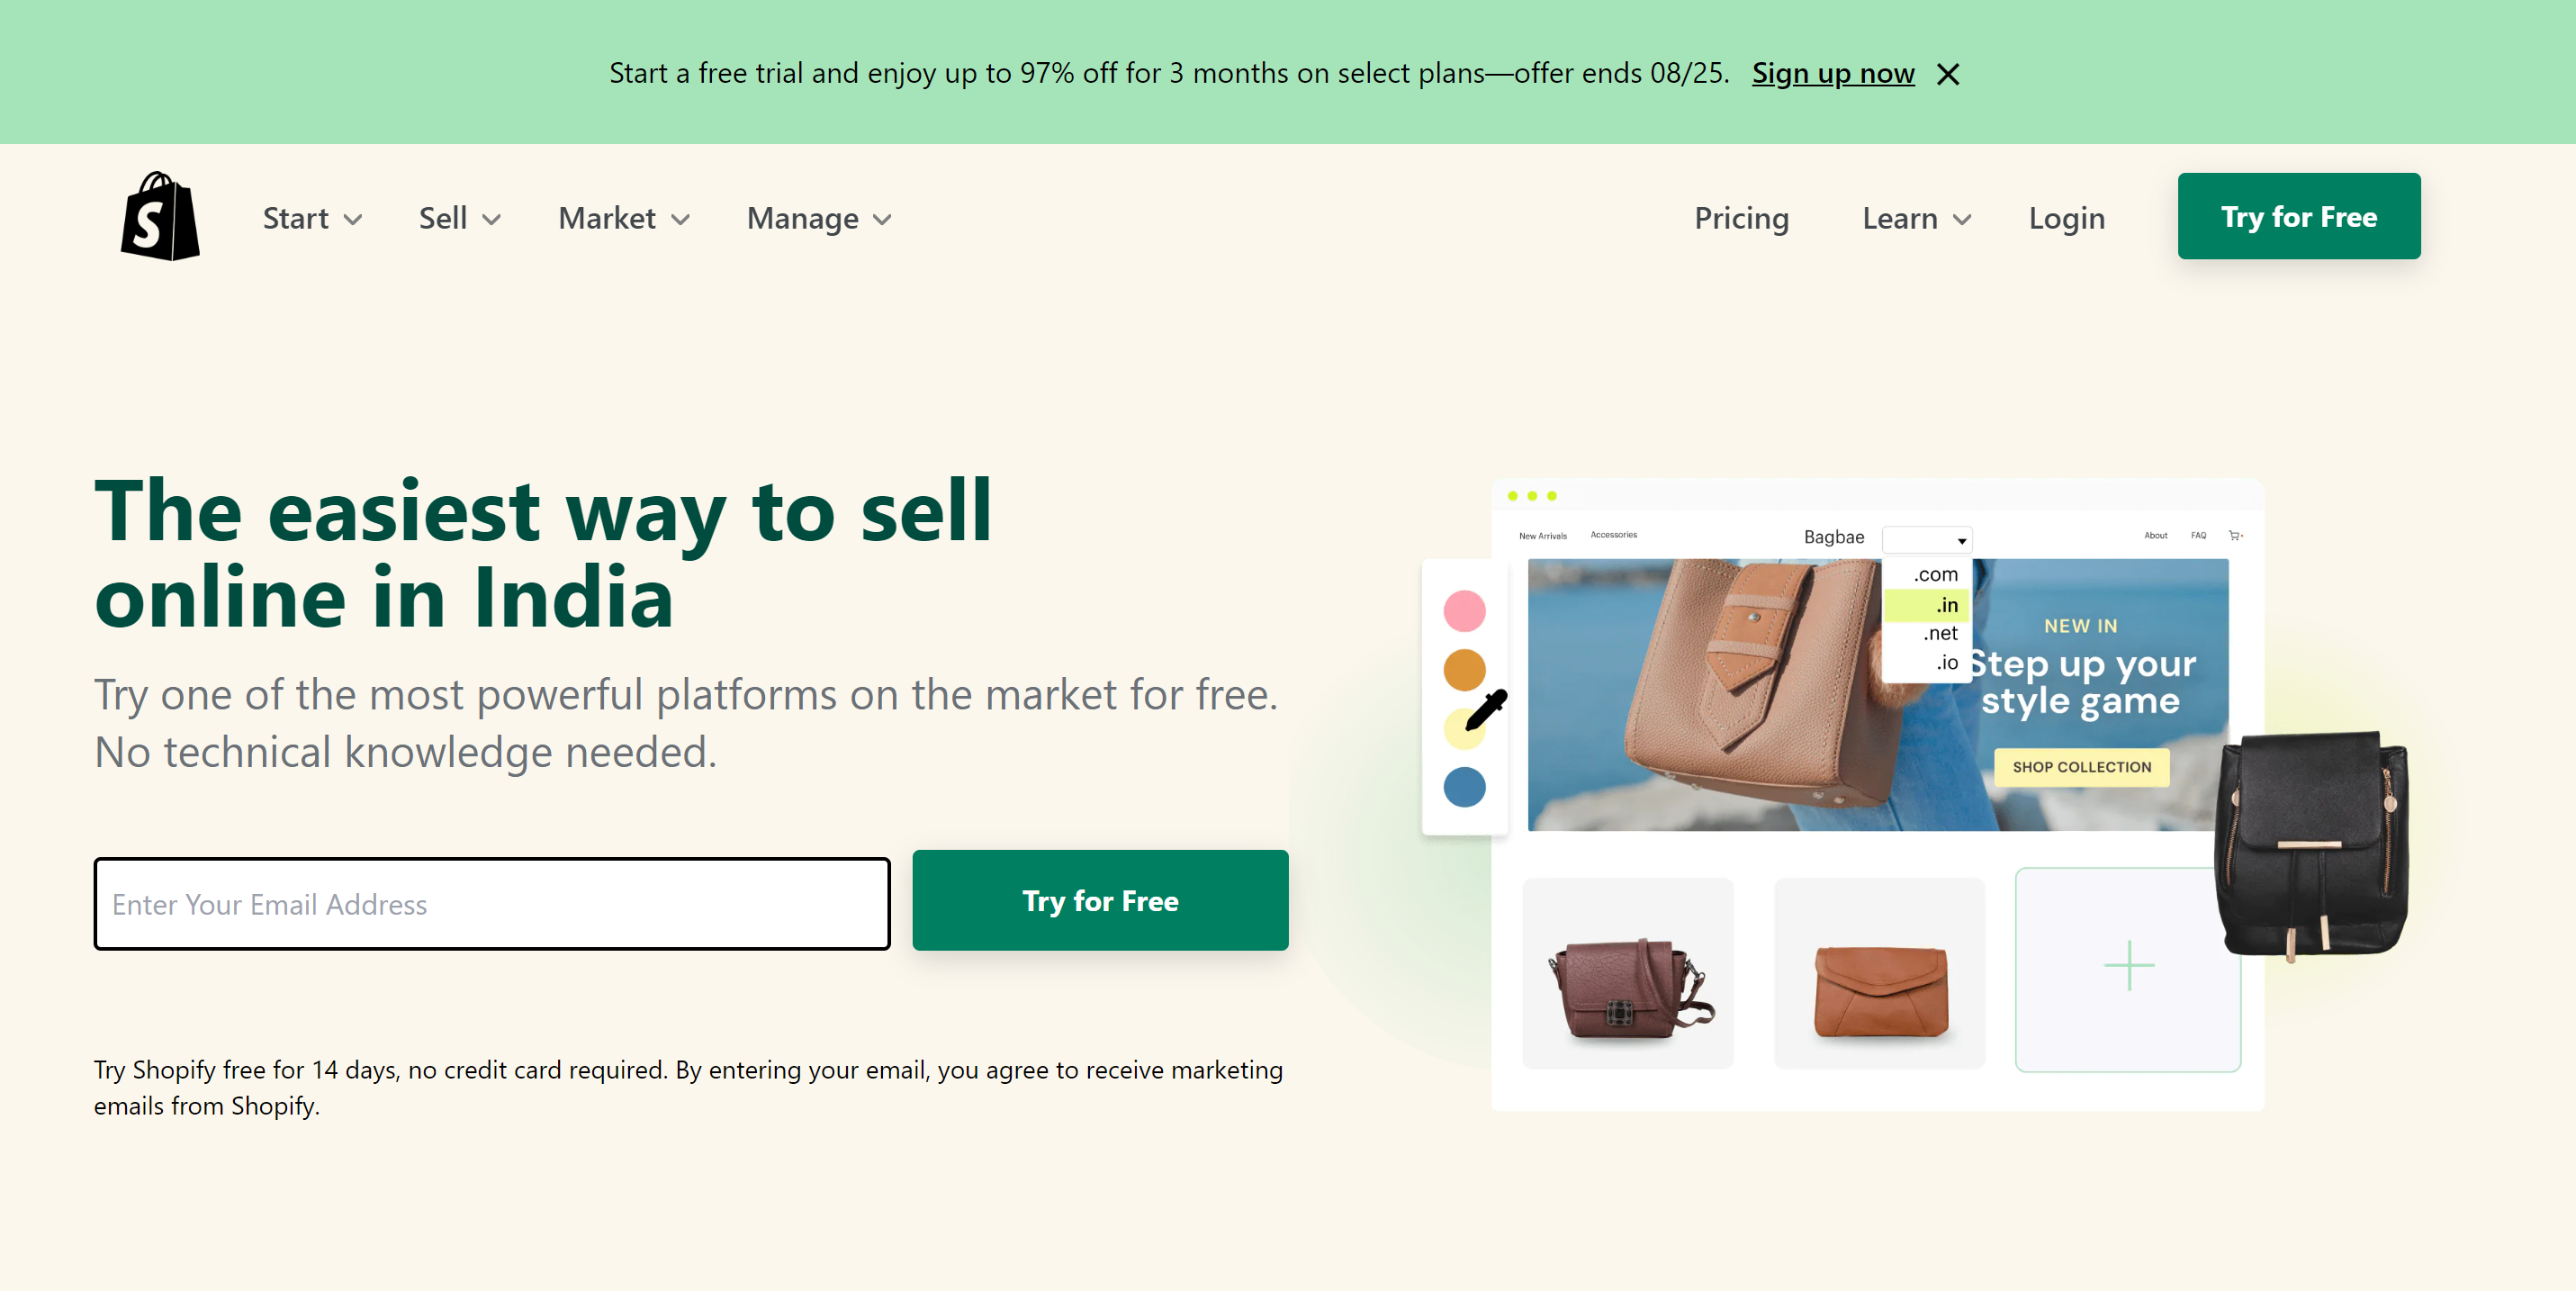 Start a free trial and enjoy up to 97% off for 3 months on select plans—offer ends 08/25. Sign up now
S
Start Sell Market Manage Pricing Learn Login Try for Free
The easiest way to sell
online in India
Try one of the most powerful platforms on the market for free.
No technical knowledge needed.
Enter Your Email Address
Try for Free
Try Shopify free for 14 days, no credit card required. By entering your email, you agree to receive marketing
emails from Shopify.
New Arrivals Accessories Bagbae About FAQ
.com
.in
.net
.io
NEW IN
Step up your
style game
SHOP COLLECTION